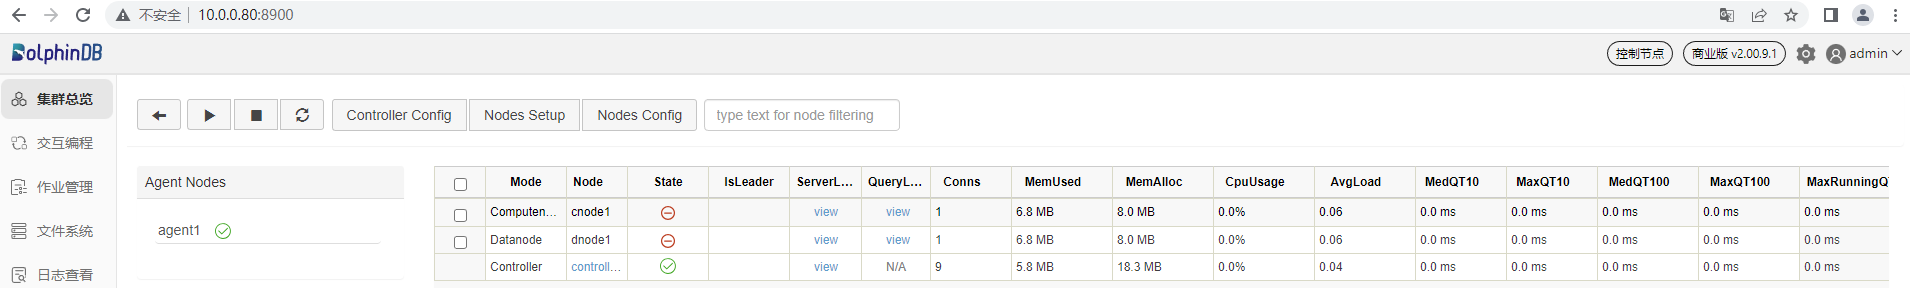 不安全 10.0.0.80:8900
DolphinDB 控制节点 商业版 v2.00.9.1 admin
集群总览
交互编程
作业管理
文件系统
日志查看
Controller Config Nodes Setup Nodes Config type text for node filtering
Agent Nodes
agent1
Mode Node State IsLeader ServerL... QueryL... Conns MemUsed MemAlloc CpuUsage AvgLoad MedQT10 MaxQT10 MedQT100 MaxQT100 MaxRunningQ
Computen... cnode1 view view 1 6.8 MB 8.0 MB 0.0% 0.06 0.0 ms 0.0 ms 0.0 ms 0.0 ms 0.0 ms
Datanode dnode1 view view 1 6.8 MB 8.0 MB 0.0% 0.06 0.0 ms 0.0 ms 0.0 ms 0.0 ms 0.0 ms
Controller controll... view N/A 9 5.8 MB 18.3 MB 0.0% 0.04 0.0 ms 0.0 ms 0.0 ms 0.0 ms 0.0 ms